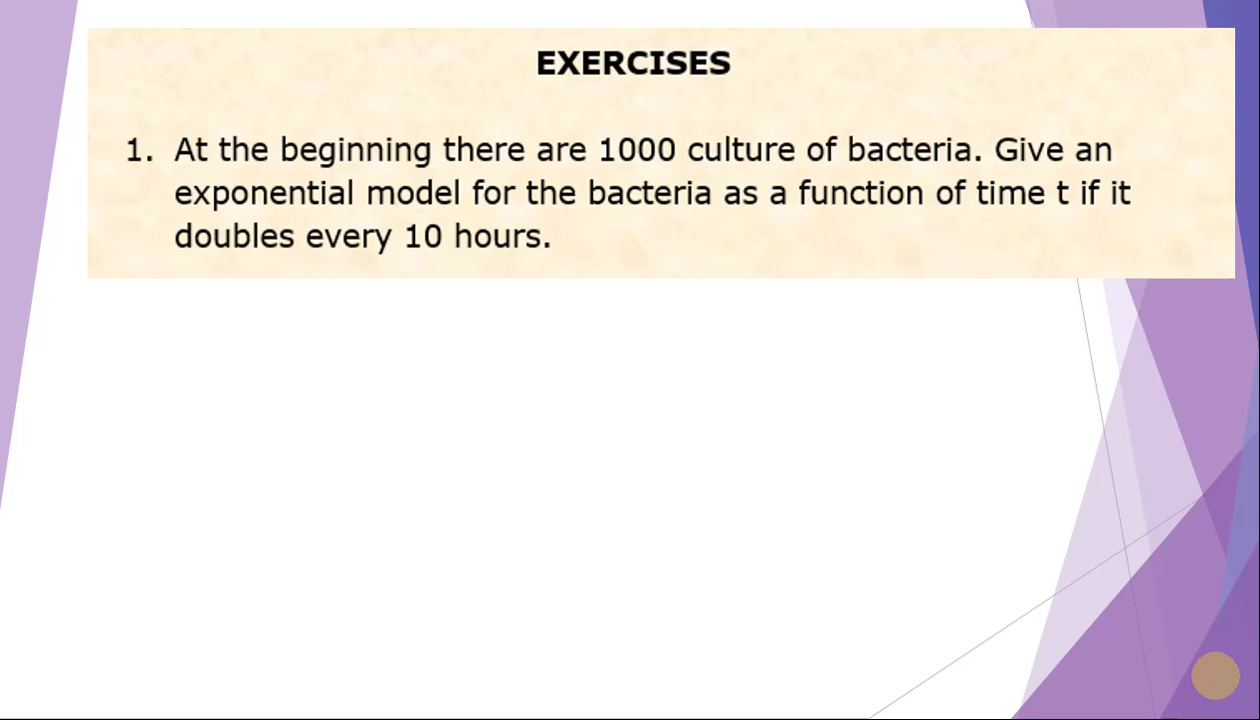 EXERCISES
1. At the beginning there are 1000 culture of bacteria. Give an
exponential model for the bacteria as a function of time t if it
doubles every 10 hours.